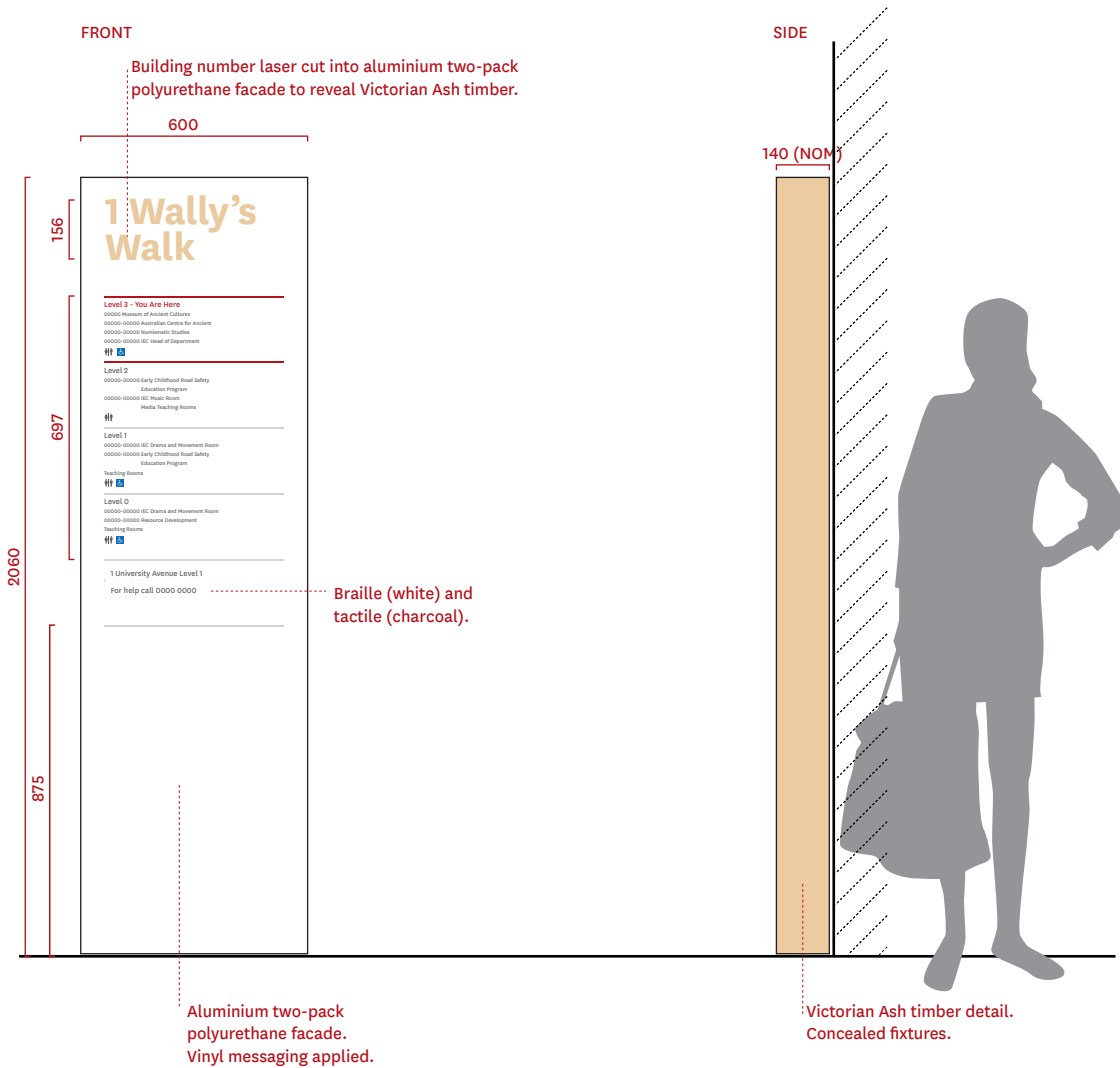 FRONT
SIDE
Building number laser cut into aluminium two-pack
polyurethane facade to reveal Victorian Ash timber.
600
140 (NOM)
1 Wally’s
Walk
156
Level 3 - You Are Here
00000 Museum of Ancient Cultures
00000-00000 Australian Centre for Ancient
00000-00000 Numismatic Studies
00000-00000 IEC Head of Department
Level 2
00000-00000 Early Childhood Road Safety
Education Program
00000-00000 IEC Music Room
Media Teaching Rooms
697
Level 1
00000-00000 IEC Drama and Movement Room
00000-00000 Early Childhood Road Safety
Education Program
Teaching Rooms
Level 0
00000-00000 IEC Drama and Movement Room
00000-00000 Resource Development
Teaching Rooms
2060
1 University Avenue Level 1
For help call 0000 0000
Braille (white) and
tactile (charcoal).
875
Aluminium two-pack
polyurethane facade.
Vinyl messaging applied.
Victorian Ash timber detail.
Concealed fixtures.